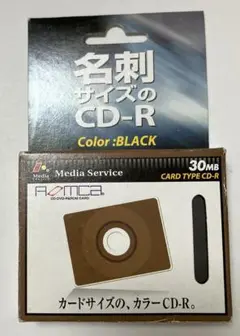 名刺
サイズの
CD-R
Color :BLACK
Media Service
30MB
CARD TYPE CD-R
Media
カードサイズの、カラーCD-R。